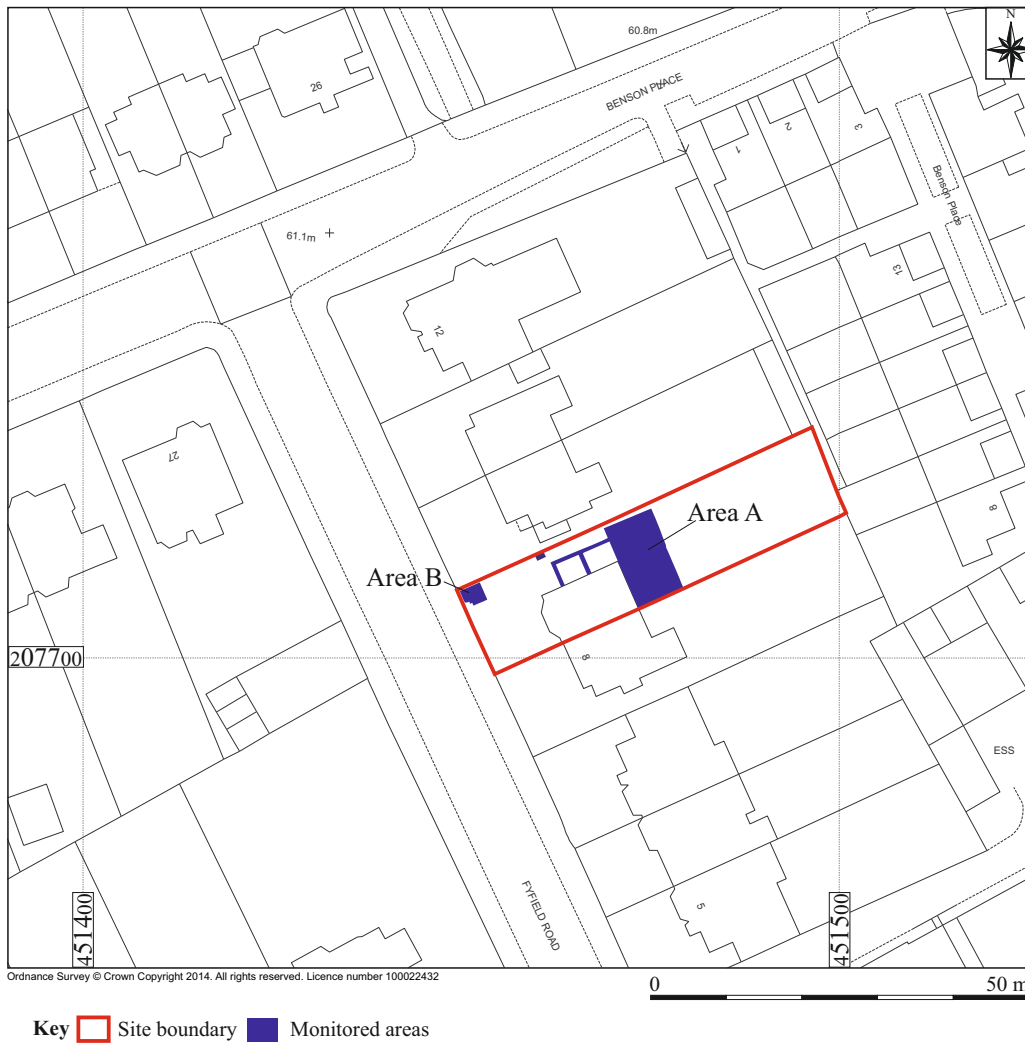 60.8m
N
26
BENSON PLACE
1
2
3
Benson Place
61.1m
13
12
27
Area A
8
Area B
207700
8
ESS
451400
FYFIELD ROAD
5
451500
Ordnance Survey © Crown Copyright 2014. All rights reserved. Licence number 100022432
0 50 m
Key Site boundary Monitored areas